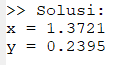 >> Solusi:
x = 1.3721
y = 0.2395